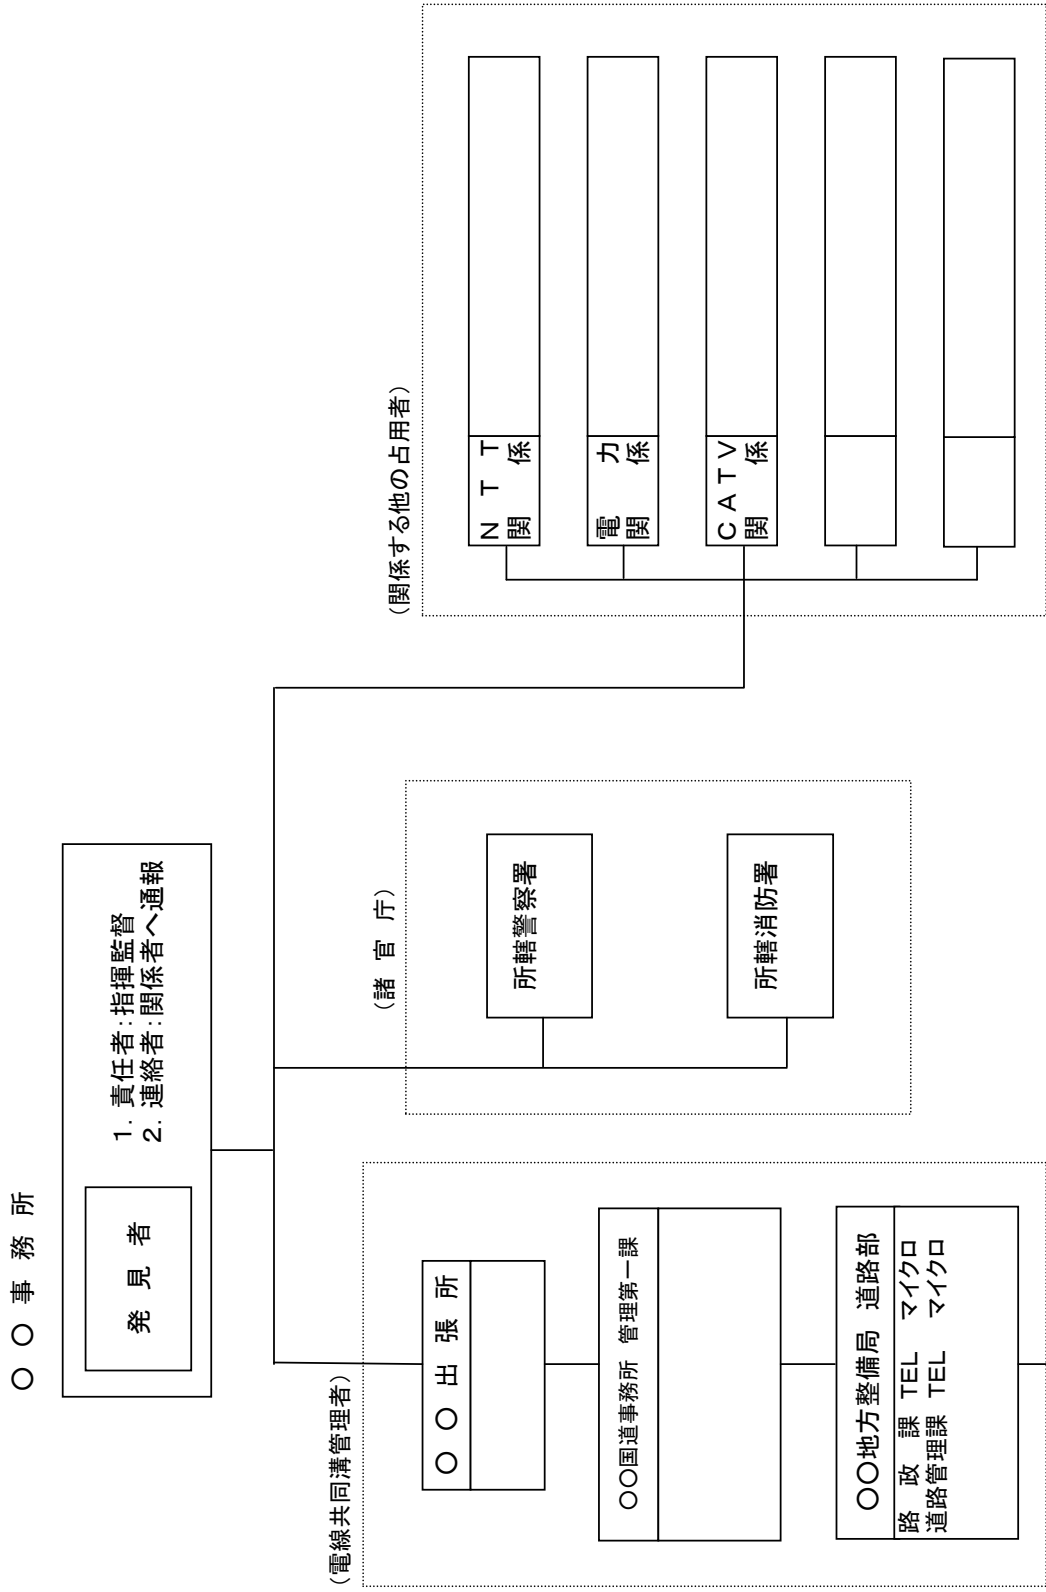 〇 〇 事 務 所
発 見 者
1. 責任者:指揮監督
2. 連絡者:関係者へ通報
(電線共同溝管理者)
〇 〇 出 張 所
〇〇国道事務所 管理第一課
〇〇地方整備局 道路部
路 政 課 TEL マイクロ
道路管理課 TEL マイクロ
(諸 官 庁)
所轄警察署
所轄消防署
(関係する他の占用者)
N T T
関 係
電 力
関 係
C A T V
関 係